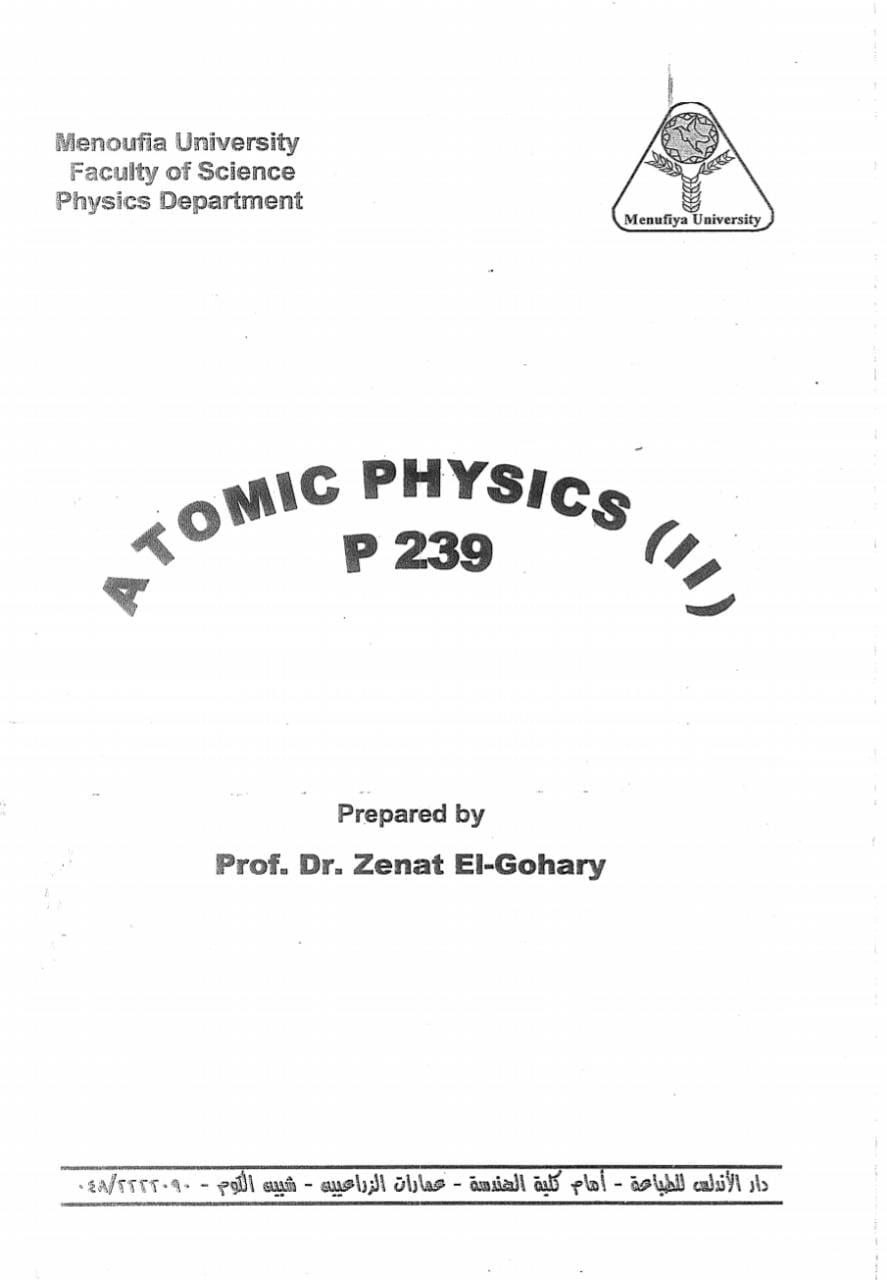 Menoufia University
Faculty of Science
Physics Department
Menufiya University
ATOMIC PHYSICS (II)
P 239
Prepared by
Prof. Dr. Zenat El-Gohary
دار الأندلس للطباعة - أمام كلية الهندسة - عمارات الزراعيين - شبين الكوم - ٠٤٨/٢٢٢٢٠٩٠